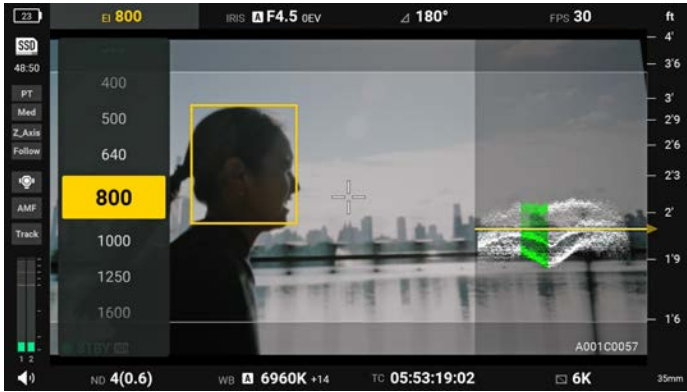 23
EI 800
IRIS A F4.5 0EV
180°
FPS 30
ft
SSD
48:50
PT
Med
Z_Axis
Follow
AMF
Track
1 2
400
500
640
800
1000
1250
1600
STBY
4'
3'6
3'
2'9
2'6
2'3
2'
1'9
1'6
A001C0057
ND 4(0.6)
WB A 6960K +14
TC 05:53:19:02
6K
35mm